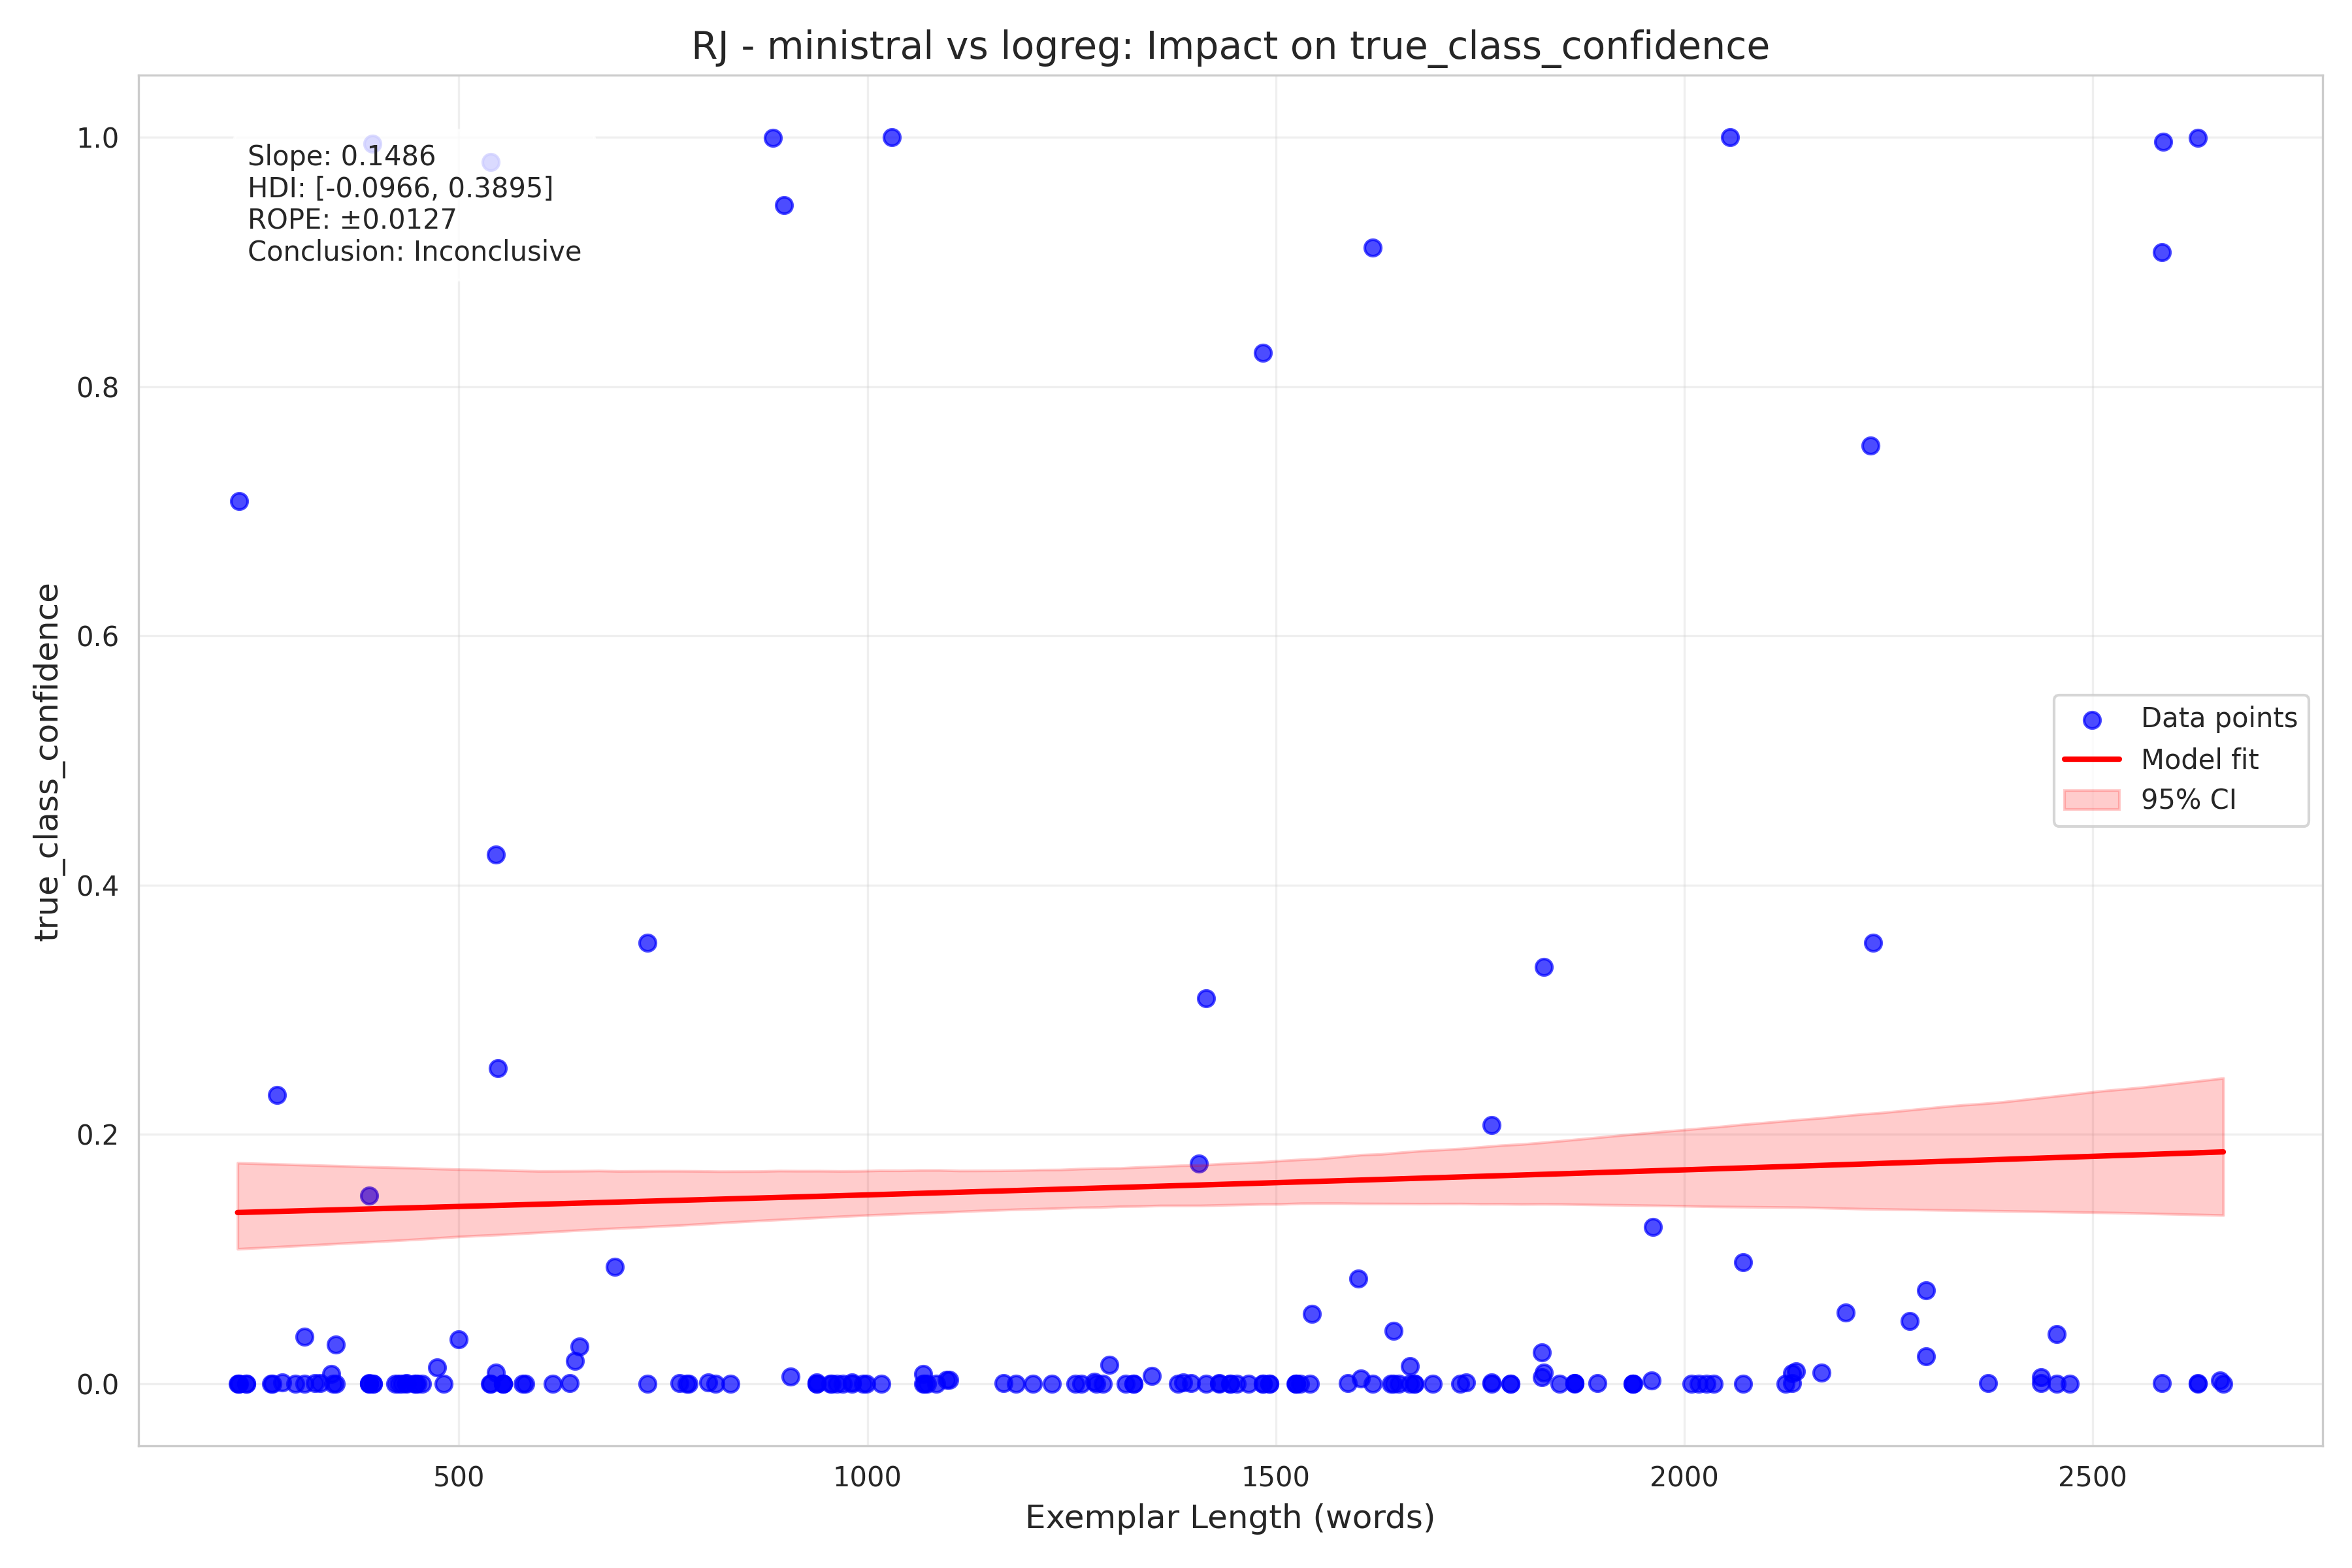 RJ - ministral vs logreg: Impact on true_class_confidence
1.0
0.8
0.6
0.4
0.2
0.0
true_class_confidence
Slope: 0.1486
HDI: [-0.0966, 0.3895]
ROPE: ±0.0127
Conclusion: Inconclusive
Data points
Model fit
95% CI
500
1000
1500
2000
2500
Exemplar Length (words)